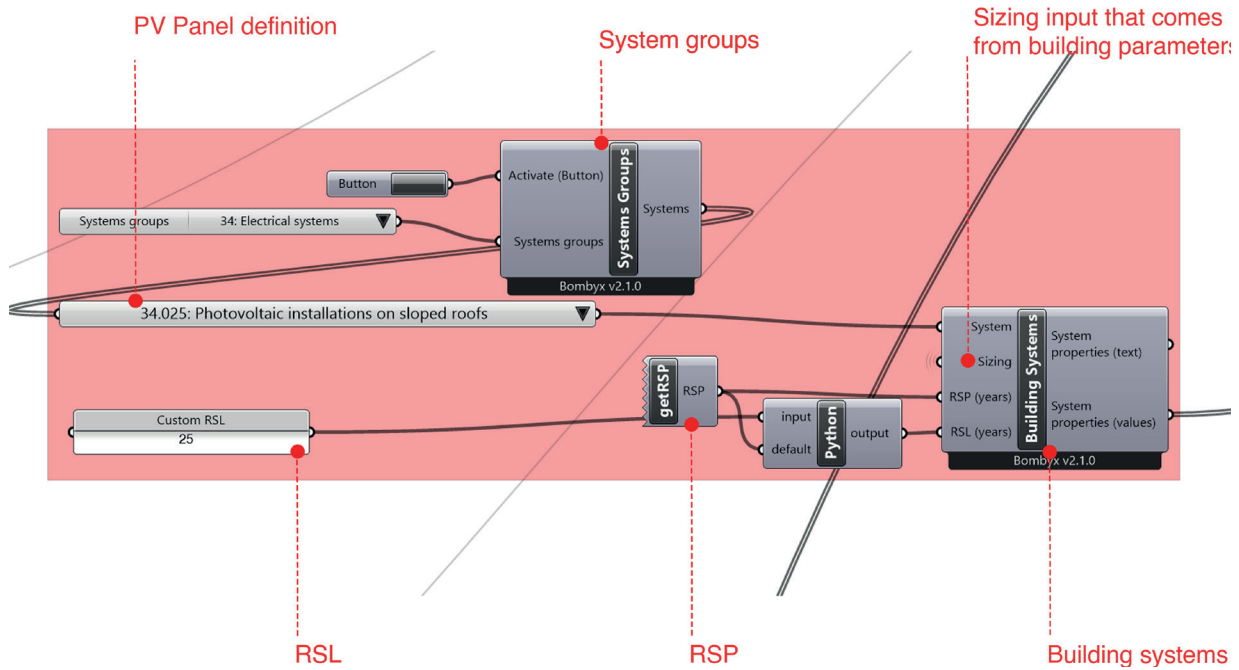 PV Panel definition
System groups
Sizing input that comes
from building parameters
Button
Activate (Button)
Systems Groups
Systems
Systems groups
34: Electrical systems
Systems groups
Bombyx v2.1.0
34.025: Photovoltaic installations on sloped roofs
System
Sizing
RSP (years)
RSL (years)
Building Systems
System
properties (text)
System
properties (values)
Bombyx v2.1.0
getRSP
RSP
Custom RSL
25
input
default
Python
output
RSL
RSP
Building systems